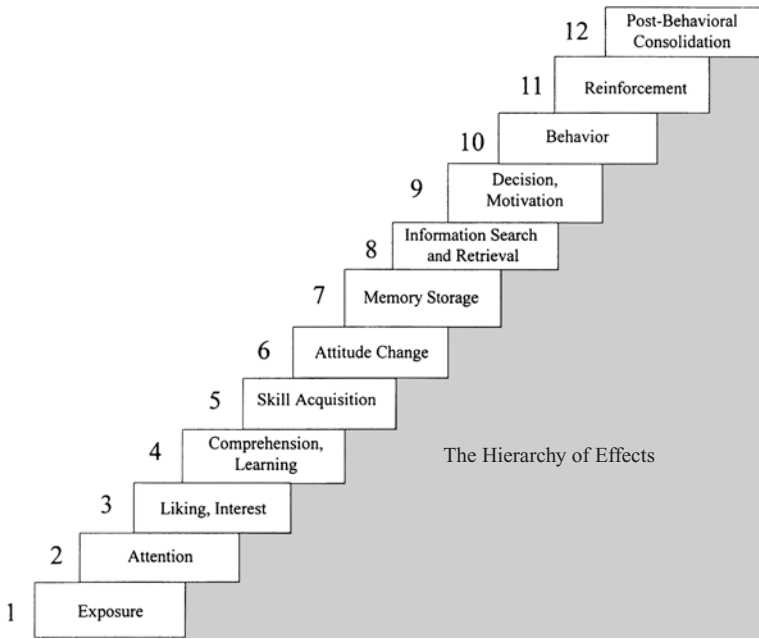 12 Post-Behavioral
Consolidation
11 Reinforcement
10 Behavior
9 Decision,
Motivation
8 Information Search
and Retrieval
7 Memory Storage
6 Attitude Change
5 Skill Acquisition
4 Comprehension,
Learning
The Hierarchy of Effects
3 Liking, Interest
2 Attention
1 Exposure